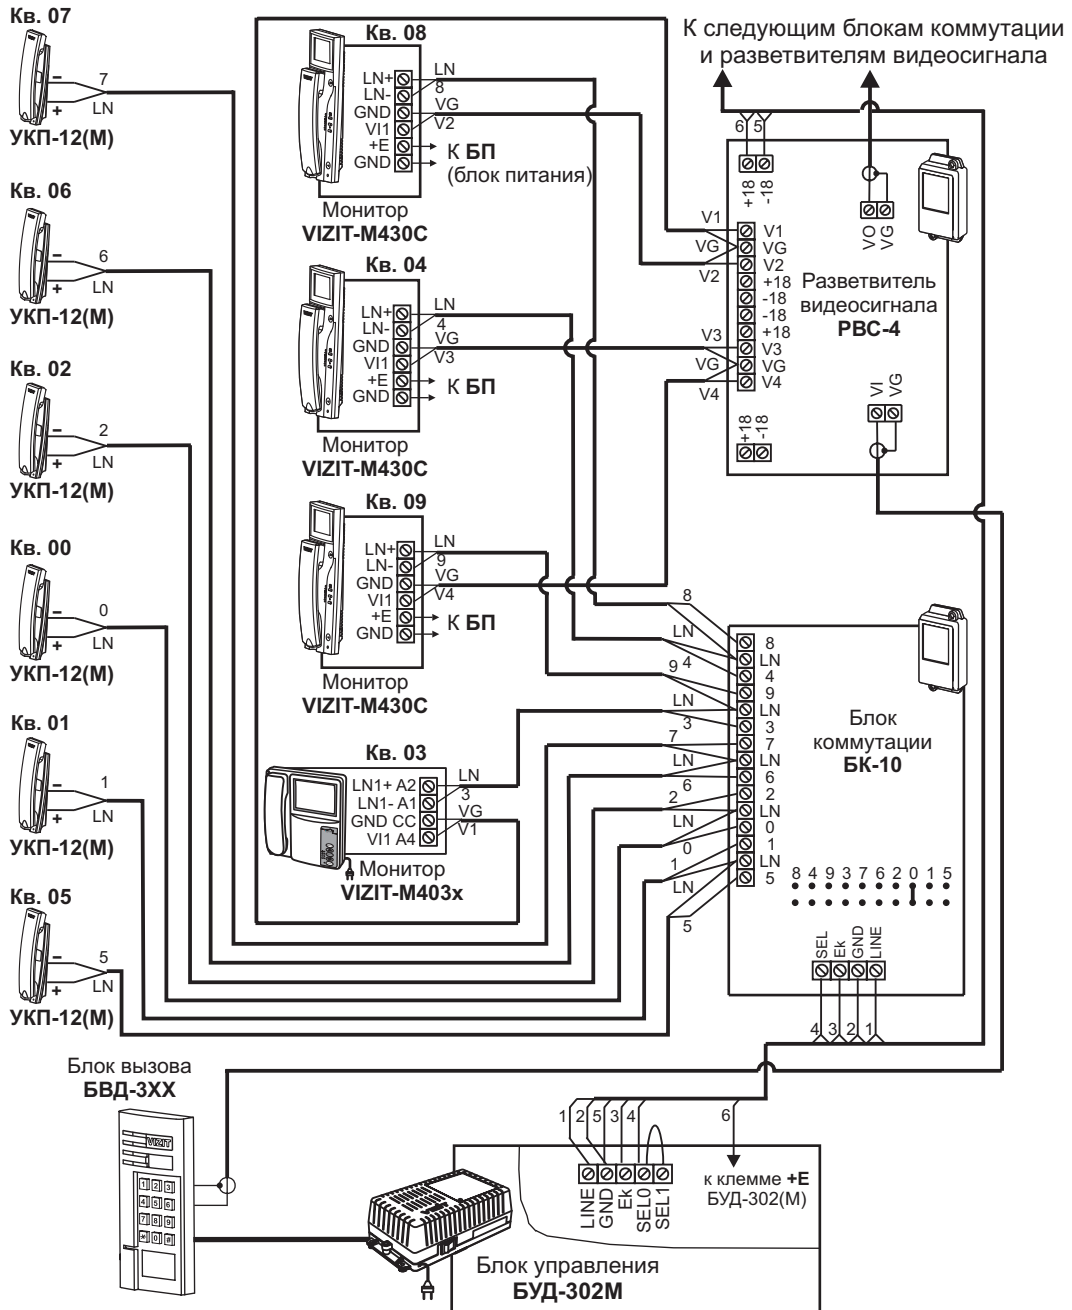 Кв. 07
−
+
7
LN
УКП-12(М)
Кв. 06
−
+
6
LN
УКП-12(М)
Кв. 02
−
+
2
LN
УКП-12(М)
Кв. 00
−
+
0
LN
УКП-12(М)
Кв. 01
−
+
1
LN
УКП-12(М)
Кв. 05
−
+
5
LN
УКП-12(М)
Кв. 08
LN+
LN-
GND
VI1
+E
GND
LN
8
VG
V2
К БП
(блок питания)
Монитор
VIZIT-M430C
Кв. 04
LN+
LN-
GND
VI1
+E
GND
LN
4
VG
V3
К БП
Монитор
VIZIT-M430C
Кв. 09
LN+
LN-
GND
VI1
+E
GND
LN
9
VG
V4
К БП
Монитор
VIZIT-M430C
Кв. 03
LN1+ A2
LN1- A1
GND CC
VI1 A4
LN
3
VG
V1
Монитор
VIZIT-M403x
К следующим блокам коммутации
и разветвителям видеосигнала
6
5
+18
-18
VO
VG
V1
VG
V2
V3
VG
V4
V1
VG
V2
+18
-18
-18
+18
V3
VG
V4
Разветвитель
видеосигнала
РВС-4
VI
VG
+18
-18
8
LN
4
9
LN
3
7
LN
6
2
LN
0
1
LN
5
8
LN
4
9
LN
3
7
LN
6
2
LN
0
1
LN
5
Блок
коммутации
БК-10
8 4 9 3 7 6 2 0 1 5
SEL
Ek
GND
LINE
4 3 2 1
Блок вызова
БВД-3ХХ
VIZIT
1 2 3
4 5 6
7 8 9
* 0 #
1 2 5 3 4
6
LINE
GND
Ek
SEL0
SEL1
к клемме +Е
БУД-302(М)
Блок управления
БУД-302М